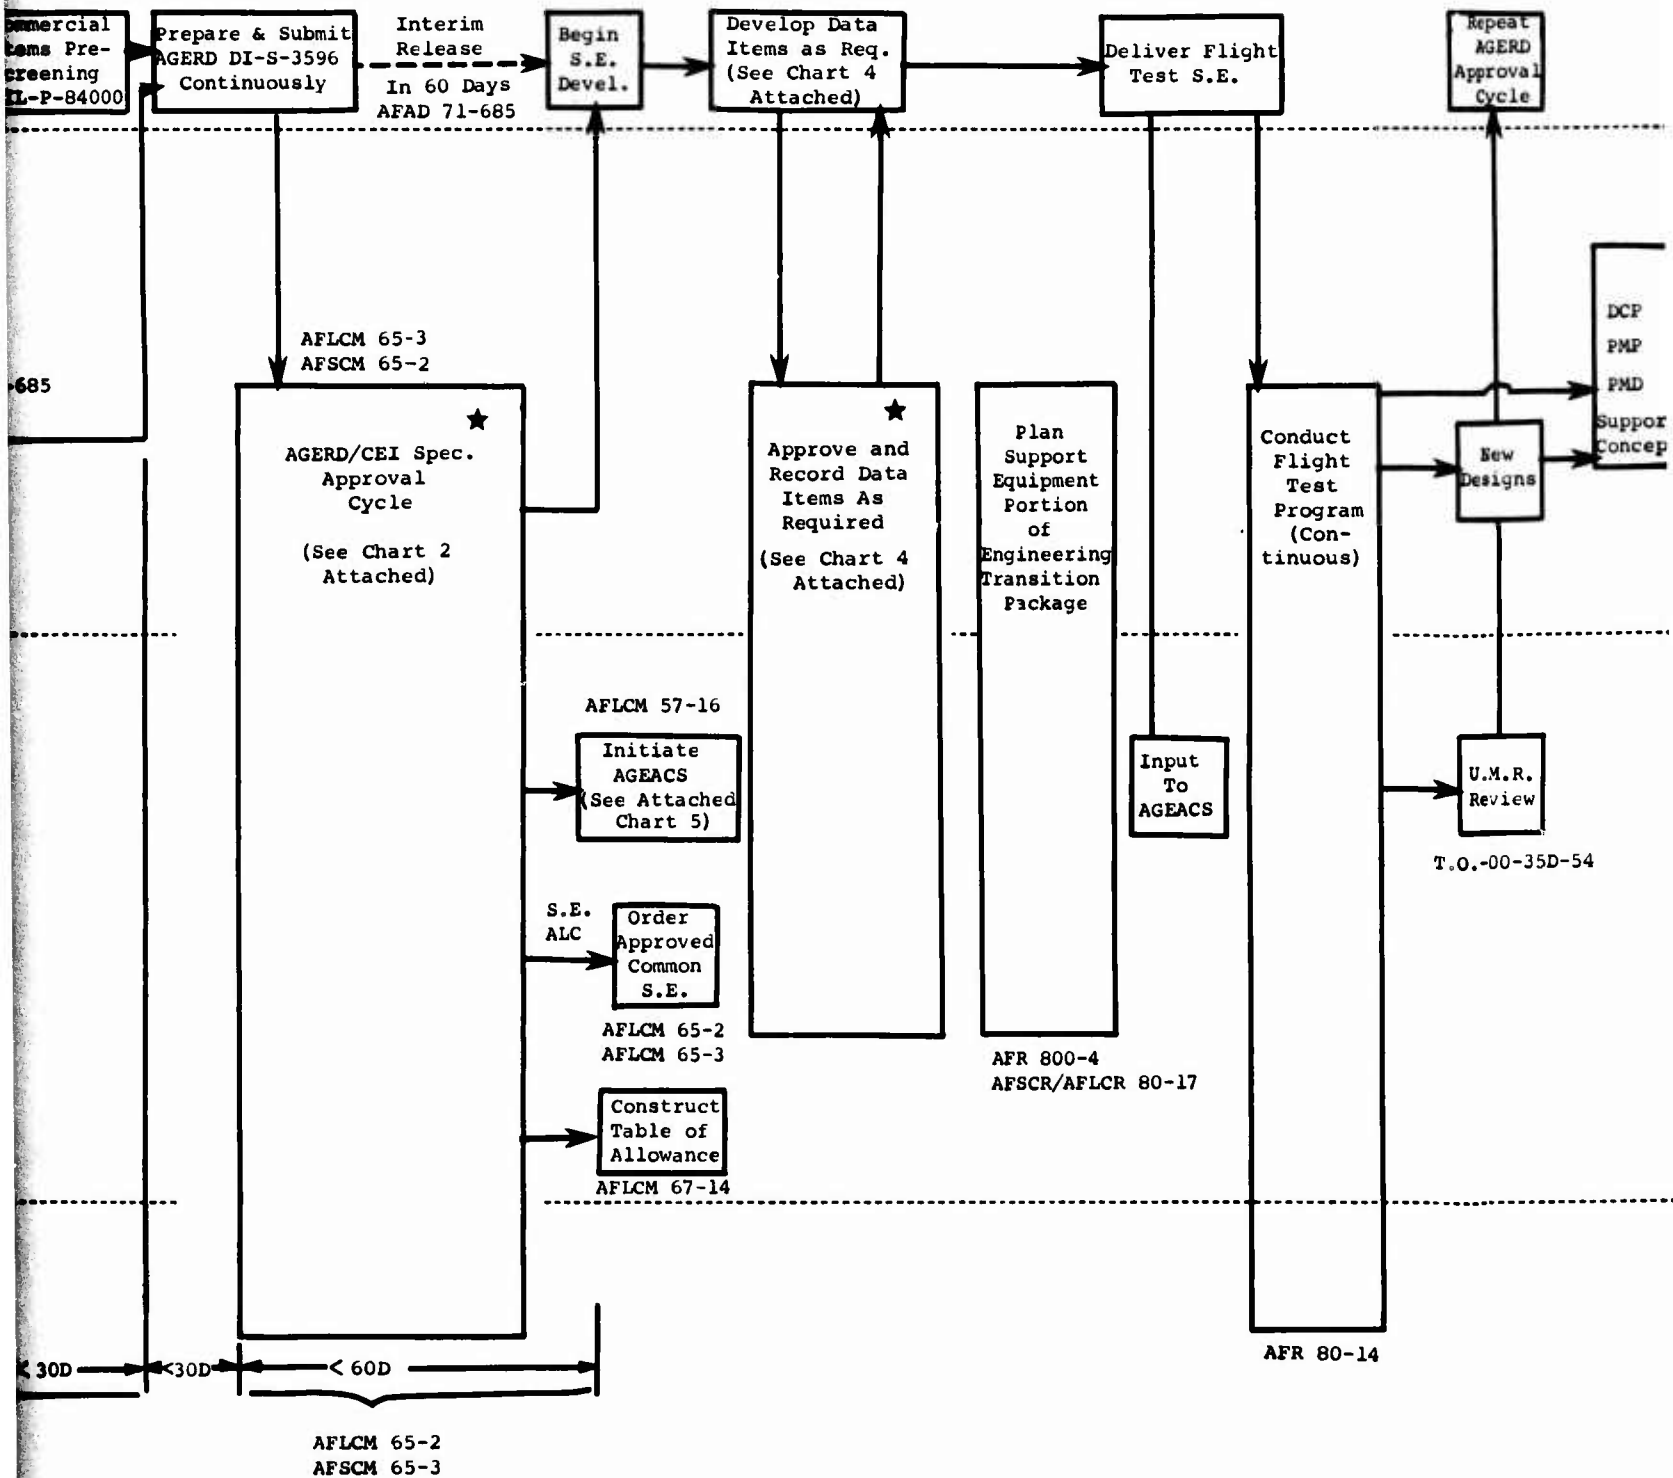 Prepare & Submit
AGERD DI-S-3596
Continuously
Interim
Release
In 60 Days
AFAD 71-685
Begin
S.E.
Devel.
Develop Data
Items as Req.
(See Chart 4
Attached)
Deliver Flight
Test S.E.
Repeat
AGERD
Approval
Cycle
Pre-
-P-84000
-685
AFLCM 65-3
AFSCM 65-2
★
AGERD/CEI Spec.
Approval
Cycle
(See Chart 2
Attached)
★
Approve and
Record Data
Items As
Required
(See Chart 4
Attached)
Plan
Support
Equipment
Portion
of
Engineering
Transition
Package
Conduct
Flight
Test
Program
(Con-
tinuous)
New
Designs
DCP
PMP
PMD
AFLCM 57-16
Initiate
AGEACS
(See Attached
Chart 5)
Input
To
AGEACS
U.M.R.
Review
T.O.-00-35D-54
S.E.
ALC
Order
Approved
Common
S.E.
AFLCM 65-2
AFLCM 65-3
AFR 800-4
AFSCR/AFLCR 80-17
Construct
Table of
Allowance
AFLCM 67-14
AFR 80-14
< 30D
<30D
< 60D
AFLCM 65-2
AFSCM 65-3